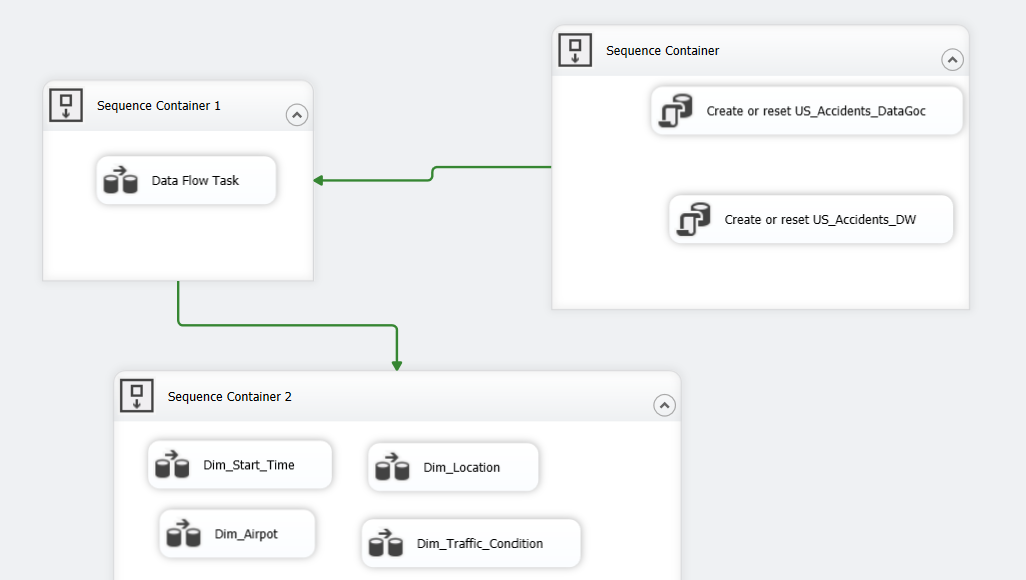 Sequence Container
Create or reset US_Accidents_DataGoc
Create or reset US_Accidents_DW
Sequence Container 1
Data Flow Task
Sequence Container 2
Dim_Start_Time
Dim_Location
Dim_Airpot
Dim_Traffic_Condition